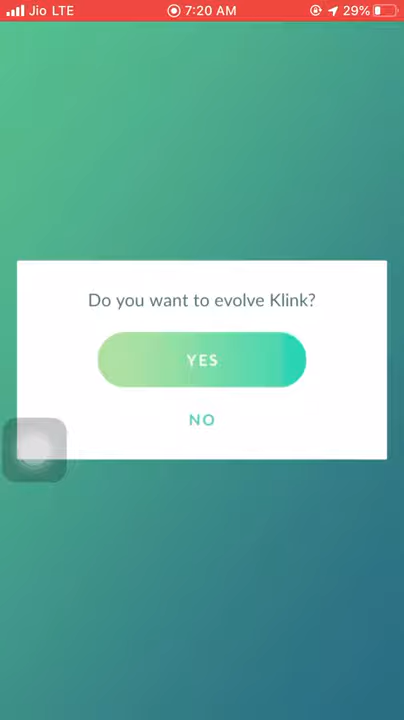 Jio LTE 7:20 AM 29%
Do you want to evolve Klink?
YES
NO